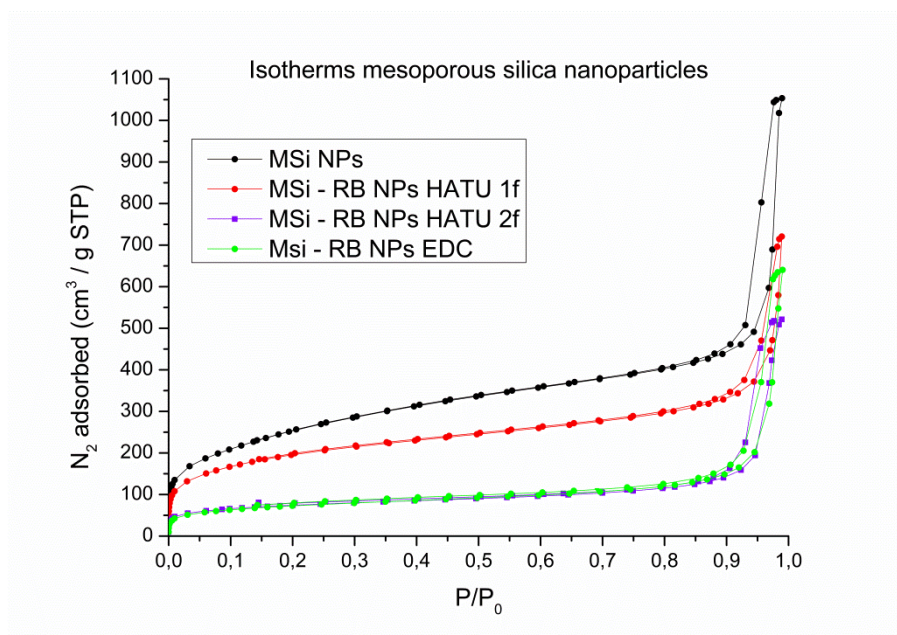 Isotherms mesoporous silica nanoparticles
N₂ adsorbed (cm³ / g STP)
1100
1000
900
800
700
600
500
400
300
200
100
0
MSi NPs
MSi - RB NPs HATU 1f
MSi - RB NPs HATU 2f
Msi - RB NPs EDC
0,0 0,1 0,2 0,3 0,4 0,5 0,6 0,7 0,8 0,9 1,0
P/P₀